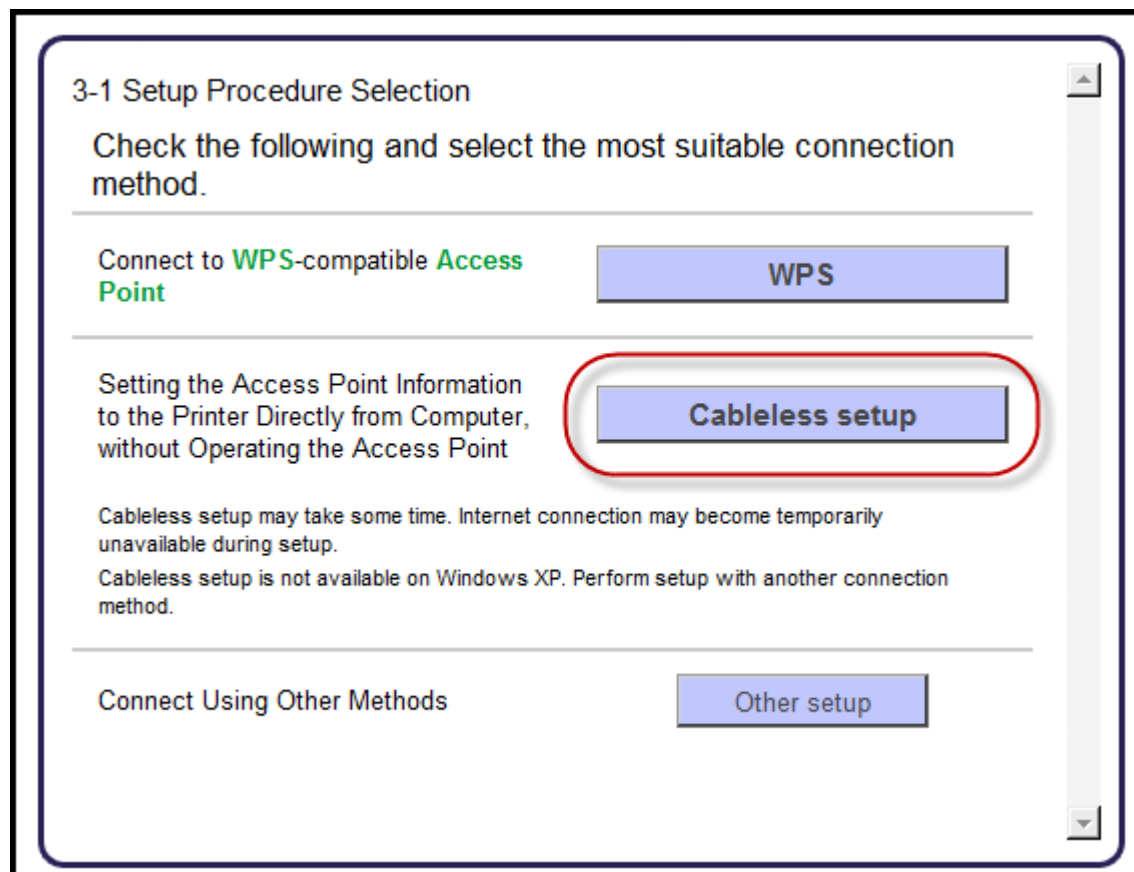 3-1 Setup Procedure Selection
Check the following and select the most suitable connection
method.
Connect to WPS-compatible Access
Point
WPS
Setting the Access Point Information
to the Printer Directly from Computer,
without Operating the Access Point
Cableless setup
Cableless setup may take some time. Internet connection may become temporarily
unavailable during setup.
Cableless setup is not available on Windows XP. Perform setup with another connection
method.
Connect Using Other Methods
Other setup